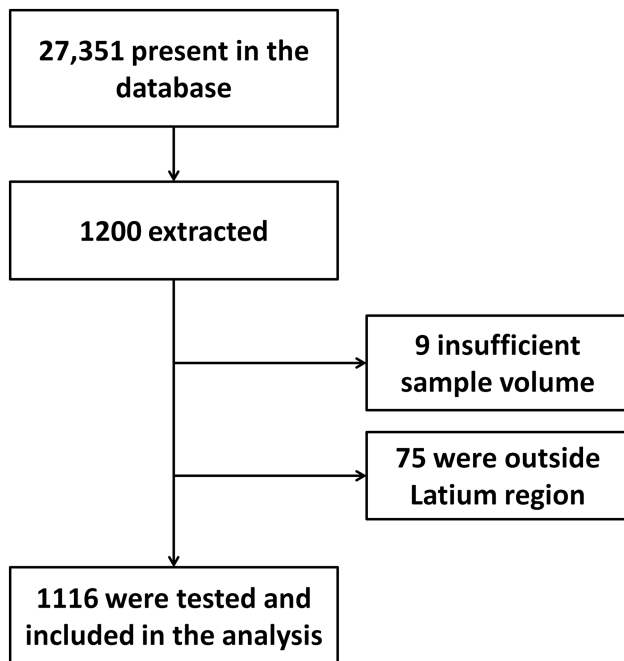 27,351 present in the
database
1200 extracted
9 insufficient
sample volume
75 were outside
Latium region
1116 were tested and
included in the analysis